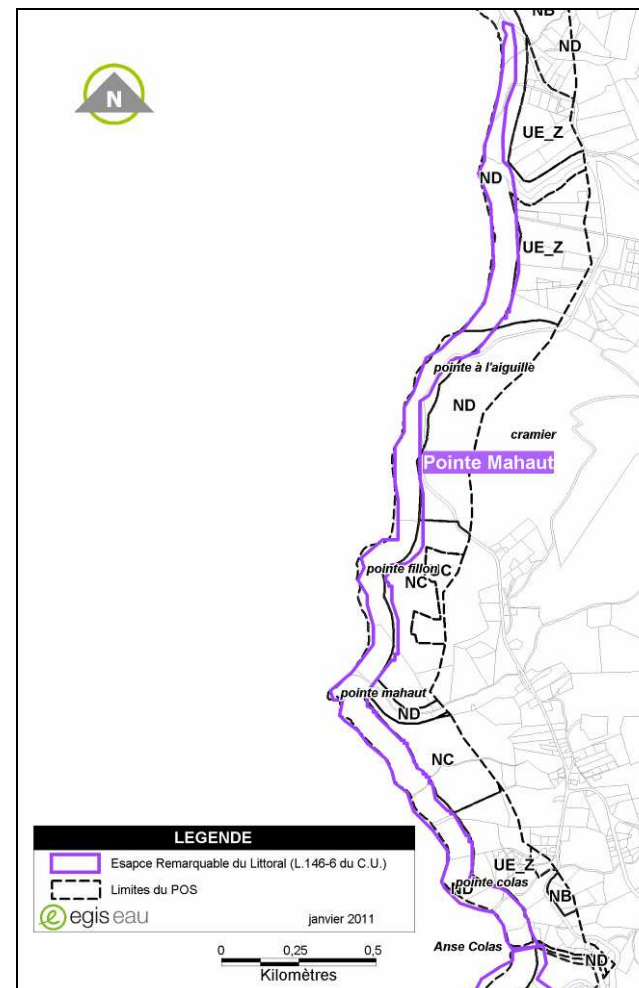 NB
ND
N
UE_Z
ND
UE_Z
pointe à l'aiguille
ND
cramier
Pointe Mahaut
pointe fillon
NC
pointe mahaut
ND
NC
LEGENDE
Esapce Remarquable du Littoral (L.146-6 du C.U.)
UE_Z
Limites du POS
pointe colas
ND
NB
egis eau
janvier 2011
Anse Colas
ND
0 0,25 0,5
Kilomètres